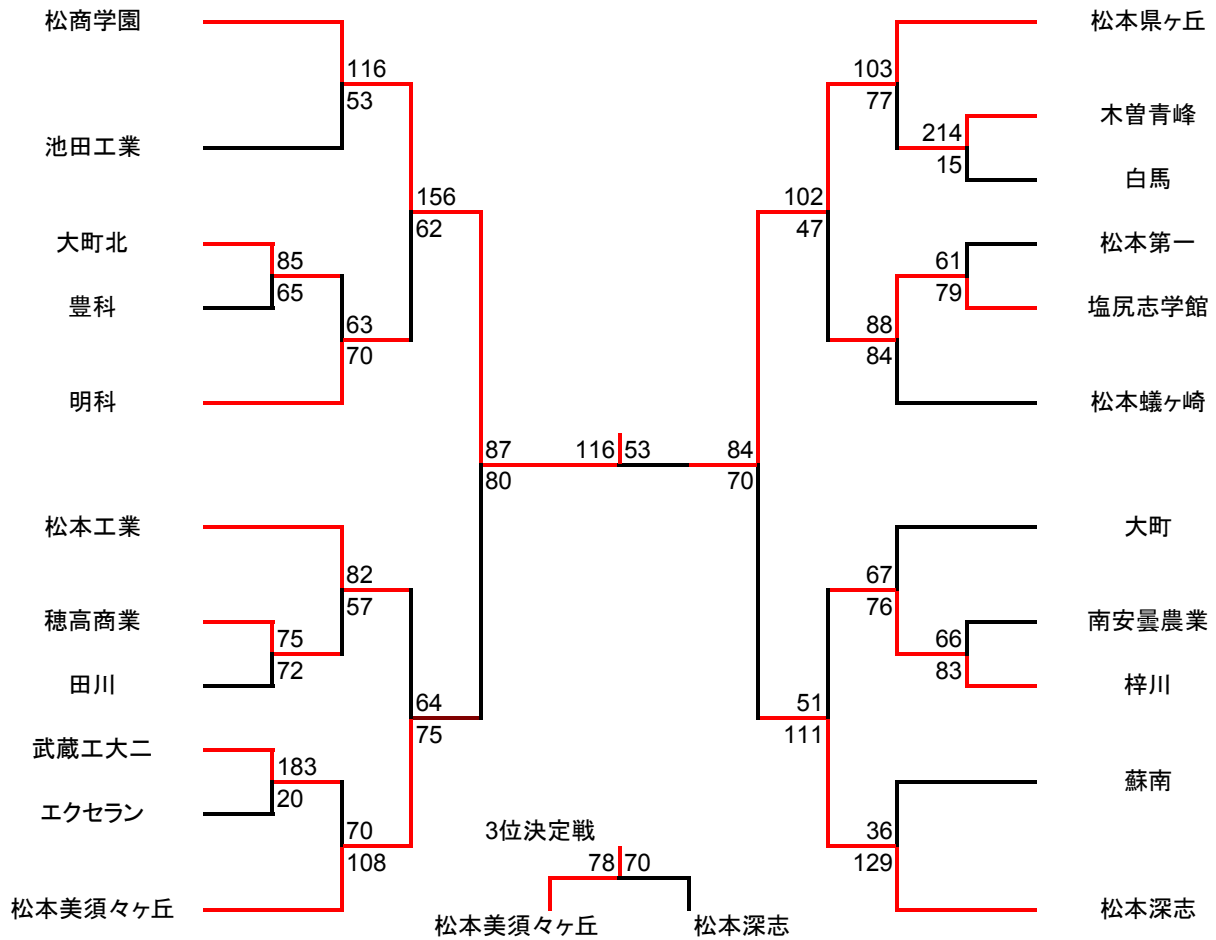 松商学園
116
53
池田工業
156
62
大町北
85
65
豊科
63
70
明科
87
80
116 53
松本工業
82
57
穂高商業
75
72
田川
64
75
武蔵工大二
183
20
エクセラン
70
108
松本美須々ヶ丘
松本県ヶ丘
103
77
木曽青峰
214
15
白馬
102
47
松本第一
61
79
塩尻志学館
88
84
松本蟻ヶ崎
84
70
大町
67
76
南安曇農業
66
83
梓川
51
111
蘇南
36
129
松本深志
3位決定戦
78 70
松本美須々ヶ丘 松本深志